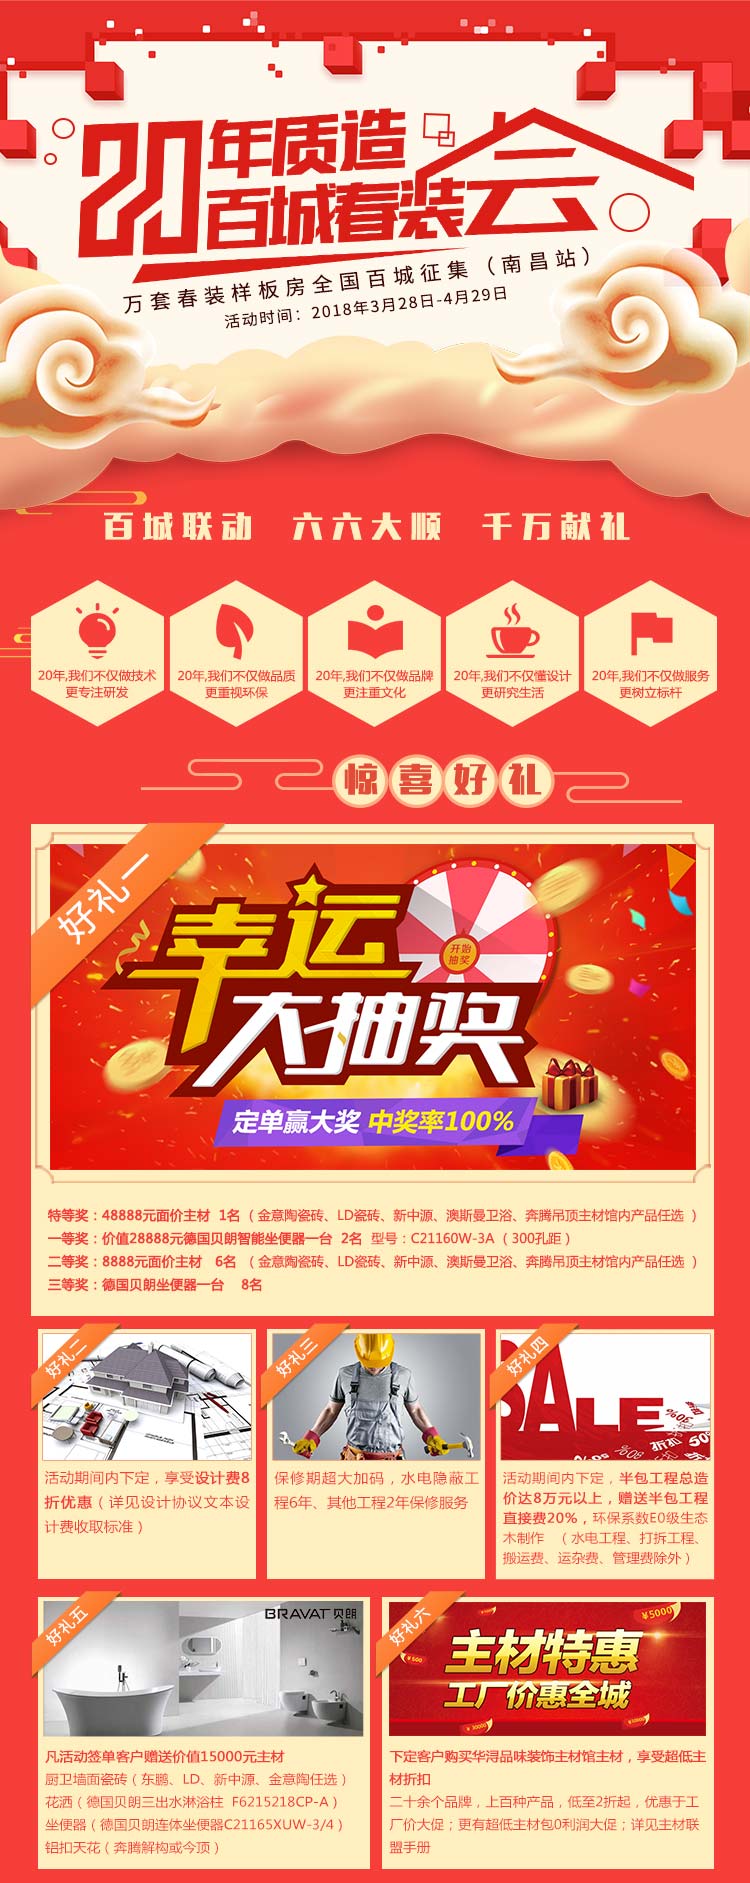 20年质造
百城春装会
万套春装样板房全国百城征集（南昌站）
活动时间：2018年3月28日-4月29日
百城联动 六六大顺 千万献礼
20年,我们不仅做技术
更专注研发
20年,我们不仅做品质
更重视环保
20年,我们不仅做品牌
更注重文化
20年,我们不仅懂设计
更研究生活
20年,我们不仅做服务
更树立标杆
惊喜好礼
好礼一
幸运
大抽奖
开始
抽奖
定单赢大奖 中奖率100%
特等奖：48888元面价主材 1名（金意陶瓷砖、LD瓷砖、新中源、澳斯曼卫浴、奔腾吊顶主材馆内产品任选 ）
一等奖：价值28888元德国贝朗智能坐便器一台 2名 型号：C21160W-3A（300孔距）
二等奖：8888元面价主材 6名 （金意陶瓷砖、LD瓷砖、新中源、澳斯曼卫浴、奔腾吊顶主材馆内产品任选 ）
三等奖：德国贝朗坐便器一台 8名
好礼二
活动期间内下定，享受设计费8
折优惠（详见设计协议文本设
计费收取标准）
好礼三
保修期超大加码，水电隐蔽工
程6年、其他工程2年保修服务
好礼四
SALE
30%
折扣
50%
活动期间内下定，半包工程总造
价达8万元以上，赠送半包工程
直接费20%，环保系数E0级生态
木制作 （水电工程、打拆工程、
搬运费、运杂费、管理费除外）
好礼五
BRAVAT 贝朗
凡活动签单客户赠送价值15000元主材
厨卫墙面瓷砖（东鹏、LD、新中源、金意陶任选）
花洒（德国贝朗三出水淋浴柱 F6215218CP-A）
坐便器（德国贝朗连体坐便器C21165XUW-3/4）
铝扣天花（奔腾解构或今顶）
好礼六
¥5000
¥500
主材特惠
工厂价惠全城
下定客户购买华浔品味装饰主材馆主材，享受超低主
材折扣
二十余个品牌，上百种产品，低至2折起，优惠于工
厂价大促；更有超低主材包0利润大促；详见主材联
盟手册